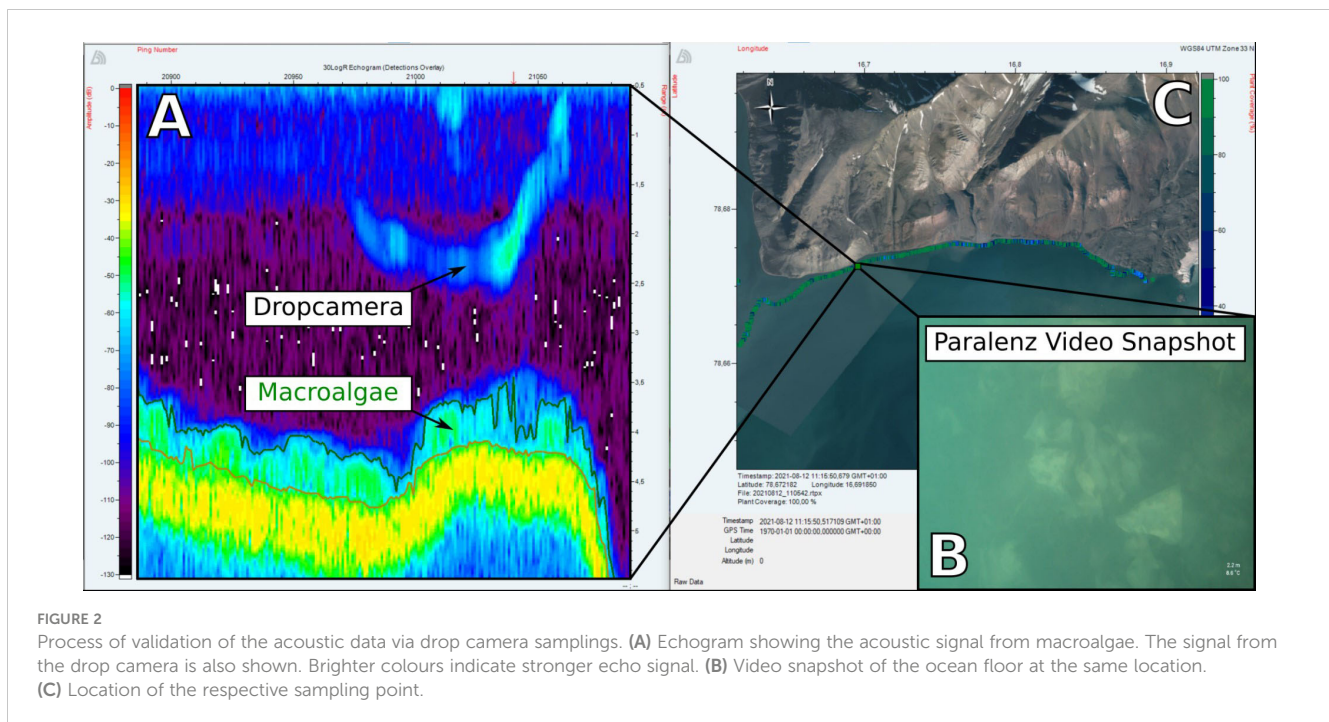 Ping Number
30LogR Echogram (Detections Overlay)
20900 20950 21000 21050
Amplitude (dB)
0
-10
-20
-30
-40
-50
-60
-70
-80
-90
-100
-110
-120
-130
A
Dropcamera
Macroalgae
0,5
1
1,5
2
2,5
3
3,5
4
4,5
5
Longitude
WGS84 UTM Zone 33 N
16,7 16,8 16,9
Latitude
78,68
78,66
N
C
Plant Coverage (%)
100
80
60
40
Timestamp: 2021-08-12 11:15:50,679 GMT+01:00
Latitude: 78,672182 Longitude: 16,691850
File: 20210812_110542.rtpx
Plant Coverage: 100,00 %
Timestamp 2021-08-12 11:15:50,517109 GMT+01:00
GPS Time 1970-01-01 00:00:00,000000 GMT+00:00
Latitude
Longitude
Altitude (m) 0
Raw Data
Paralenz Video Snapshot
B
2.2 m
FIGURE 2
Process of validation of the acoustic data via drop camera samplings. (A) Echogram showing the acoustic signal from macroalgae. The signal from
the drop camera is also shown. Brighter colours indicate stronger echo signal. (B) Video snapshot of the ocean floor at the same location.
(C) Location of the respective sampling point.